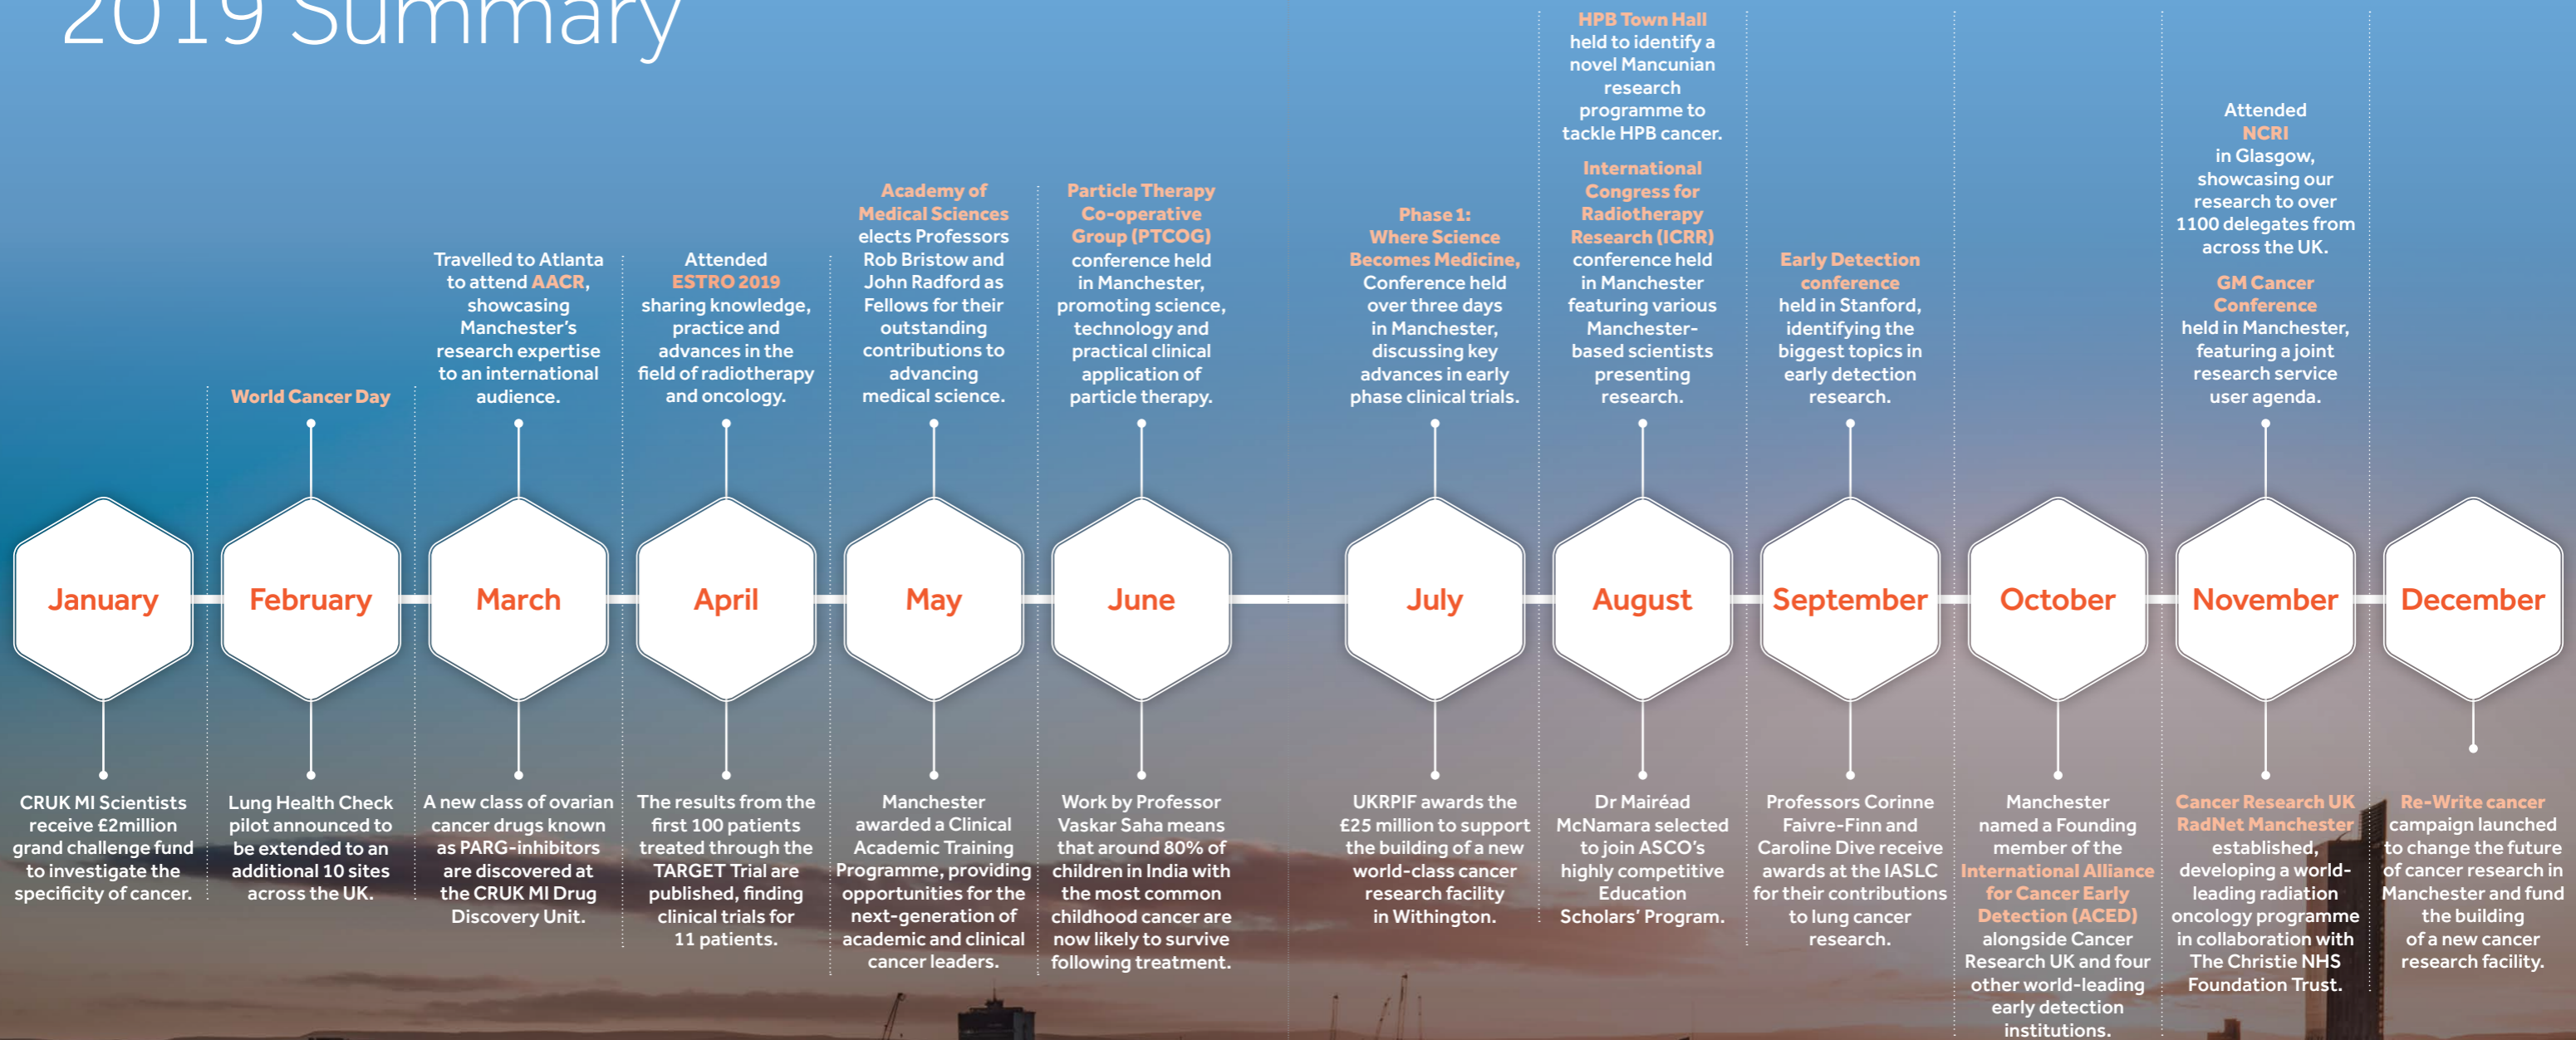 2019 Summary
World Cancer Day
Travelled to Atlanta
to attend AACR,
showcasing
Manchester's
research expertise
to an international
audience.
Attended
ESTRO 2019
sharing knowledge,
practice and
advances in the
field of radiotherapy
and oncology.
Academy of
Medical Sciences
elects Professors
Rob Bristow and
John Radford as
Fellows for their
outstanding
contributions to
advancing
medical science.
Particle Therapy
Co-operative
Group (PTCOG)
conference held
in Manchester,
promoting science,
technology and
practical clinical
application of
particle therapy.
Phase 1:
Where Science
Becomes Medicine,
Conference held
over three days
in Manchester,
discussing key
advances in early
phase clinical trials.
HPB Town Hall
held to identify a
novel Mancunian
research
programme to
tackle HPB cancer.
International
Congress for
Radiotherapy
Research (ICRR)
conference held
in Manchester
featuring various
Manchester-
based scientists
presenting
research.
Early Detection
conference
held in Stanford,
identifying the
biggest topics in
early detection
research.
Attended
NCRI
in Glasgow,
showcasing our
research to over
1100 delegates from
across the UK.
GM Cancer
Conference
held in Manchester,
featuring a joint
research service
user agenda.
January
February
March
April
May
June
July
August
September
October
November
December
CRUK MI Scientists
receive £2million
grand challenge fund
to investigate the
specificity of cancer.
Lung Health Check
pilot announced to
be extended to an
additional 10 sites
across the UK.
A new class of ovarian
cancer drugs known
as PARG-inhibitors
are discovered at
the CRUK MI Drug
Discovery Unit.
The results from the
first 100 patients
treated through the
TARGET Trial are
published, finding
clinical trials for
11 patients.
Manchester
awarded a Clinical
Academic Training
Programme, providing
opportunities for the
next-generation of
academic and clinical
cancer leaders.
Work by Professor
Vaskar Saha means
that around 80% of
children in India with
the most common
childhood cancer are
now likely to survive
following treatment.
UKRPIF awards the
£25 million to support
the building of a new
world-class cancer
research facility
in Withington.
Dr Mairéad
McNamara selected
to join ASCO's
highly competitive
Education
Scholars' Program.
Professors Corinne
Faivre-Finn and
Caroline Dive receive
awards at the IASLC
for their contributions
to lung cancer
research.
Manchester
named a Founding
member of the
International Alliance
for Cancer Early
Detection (ACED)
alongside Cancer
Research UK and four
other world-leading
early detection
institutions.
Cancer Research UK
RadNet Manchester
established,
developing a world-
leading radiation
oncology programme
in collaboration with
The Christie NHS
Foundation Trust.
Re-Write cancer
campaign launched
to change the future
of cancer research in
Manchester and fund
the building
of a new cancer
research facility.